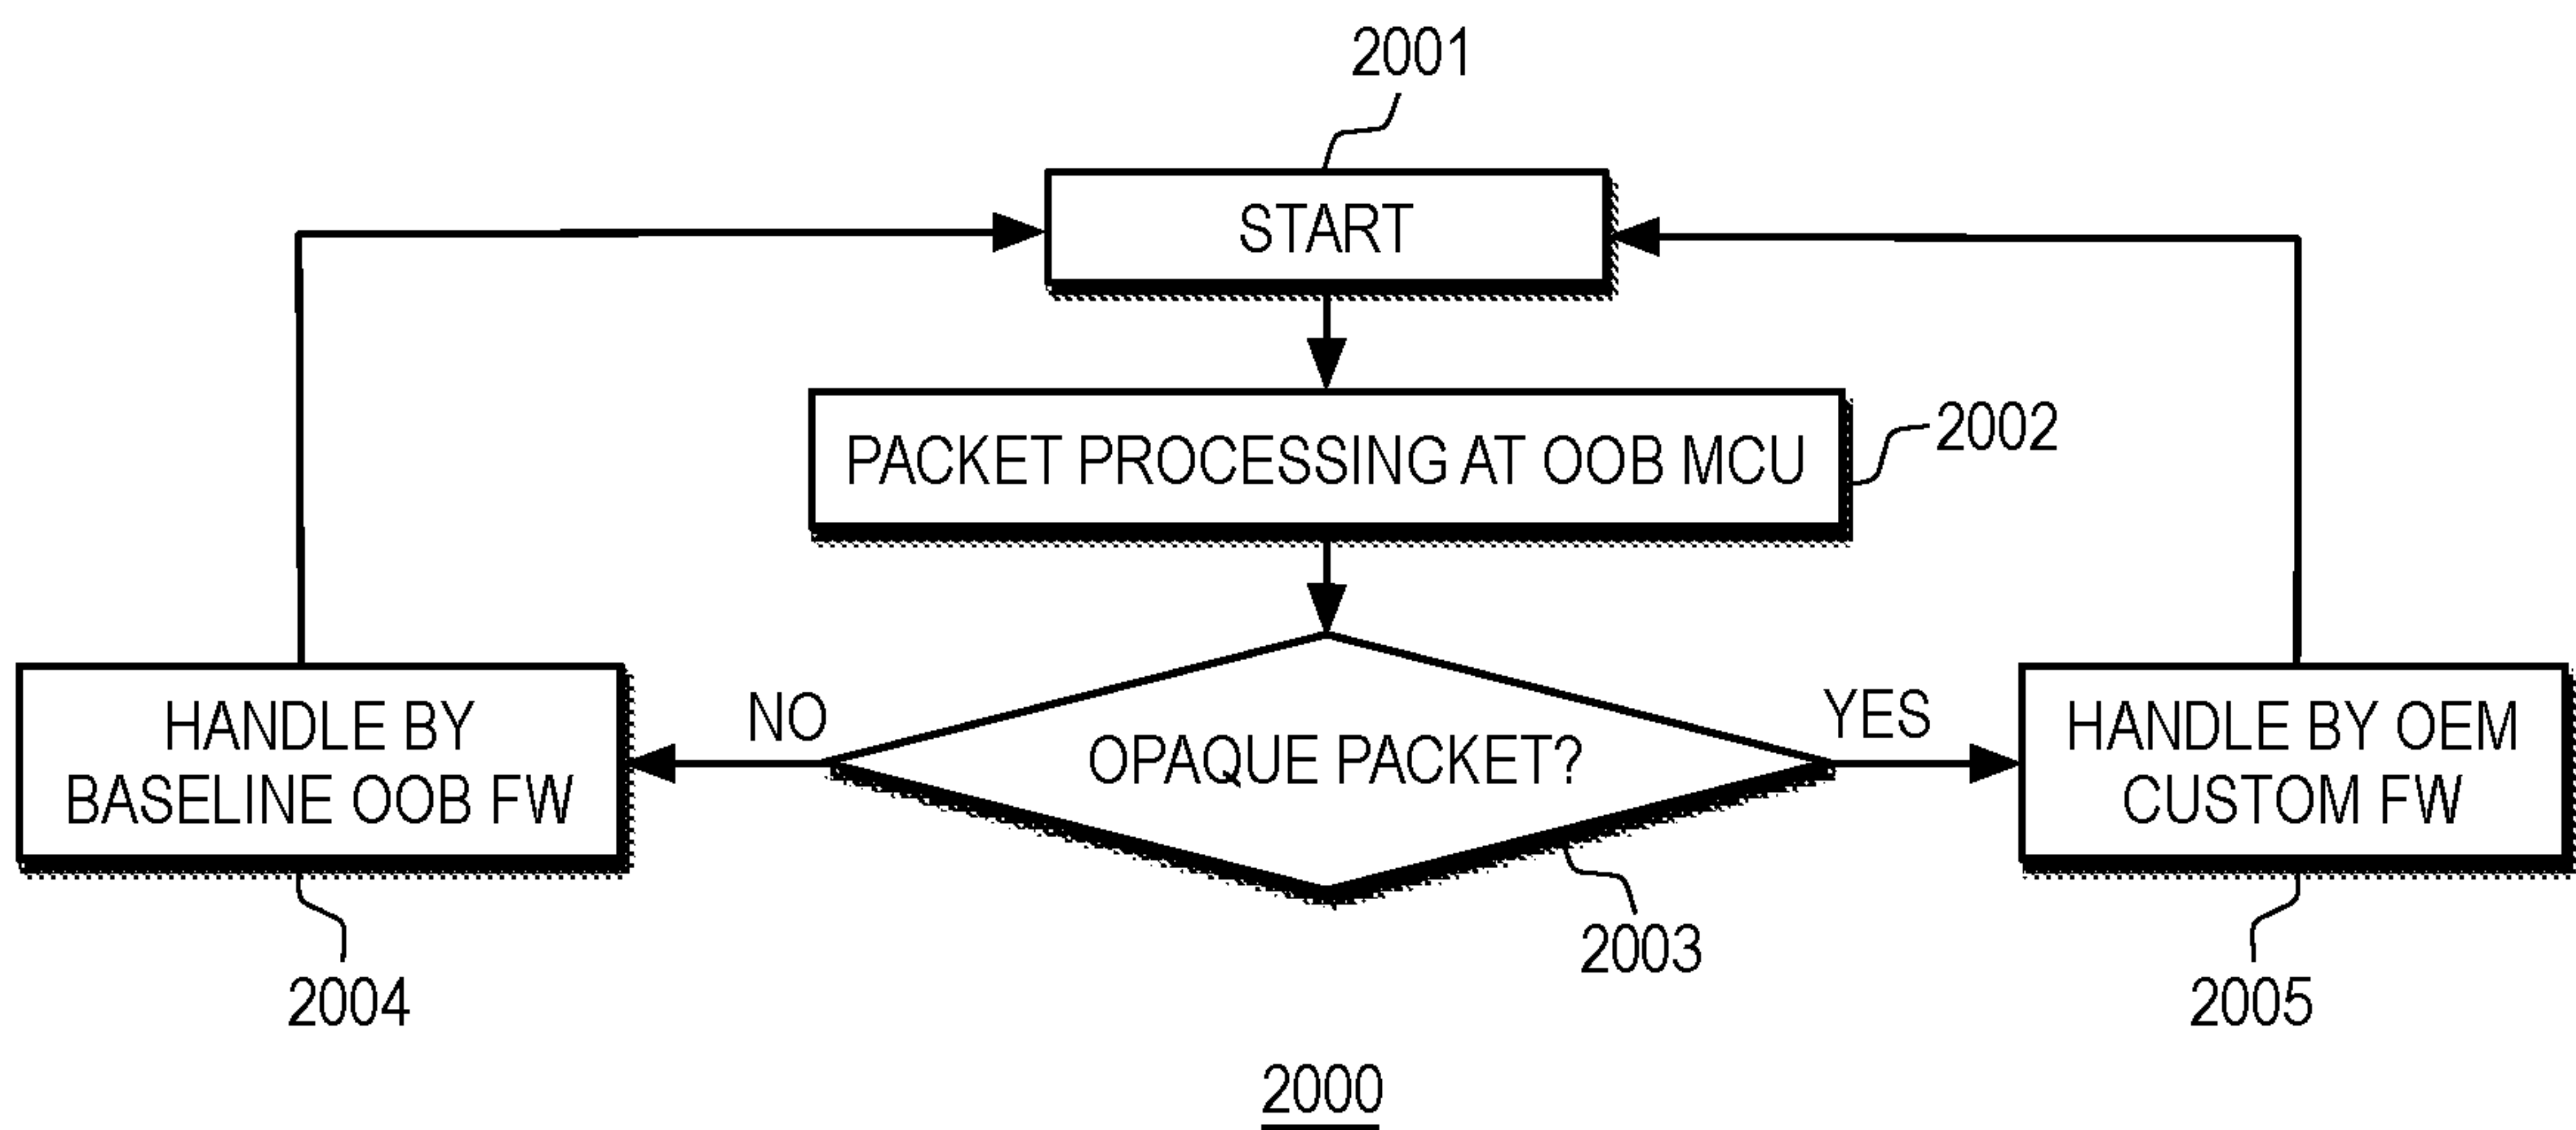 2001
START
PACKET PROCESSING AT OOB MCU
2002
NO
OPAQUE PACKET?
YES
HANDLE BY
BASELINE OOB FW
HANDLE BY OEM
CUSTOM FW
2003
2004
2005
2000